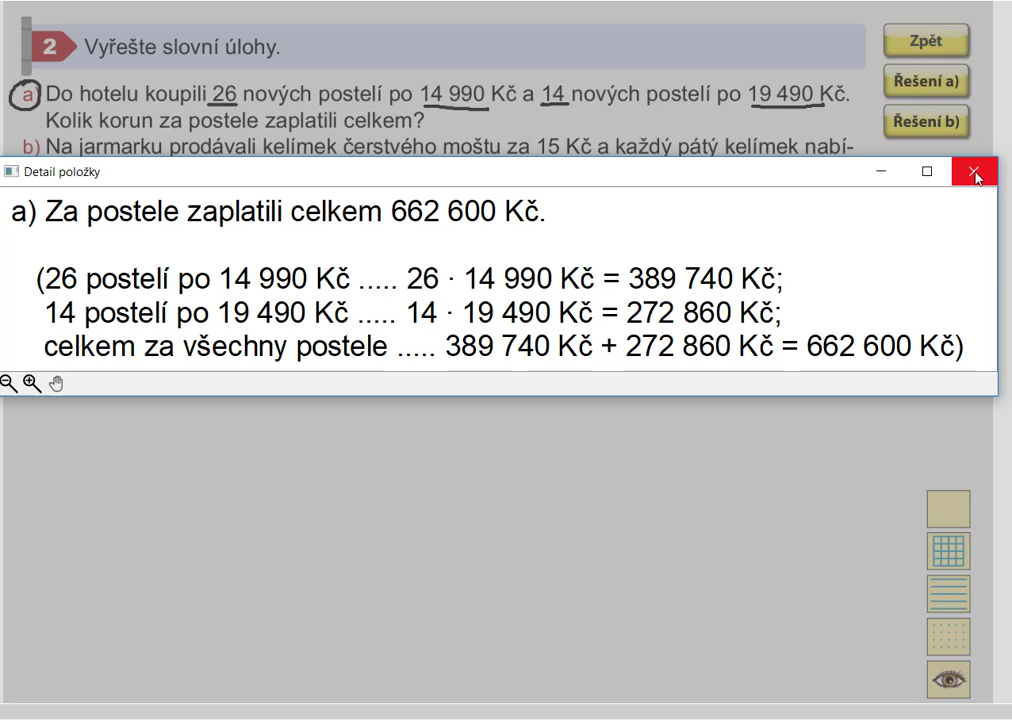 2 Vyřešte slovní úlohy.
Zpět
Řešení a)
Řešení b)
a) Do hotelu koupili 26 nových postelí po 14 990 Kč a 14 nových postelí po 19 490 Kč.
Kolik korun za postele zaplatili celkem?
b) Na jarmarku prodávali kelímek čerstvého moštu za 15 Kč a každý pátý kelímek nabí-
Detail položky
a) Za postele zaplatili celkem 662 600 Kč.
(26 postelí po 14 990 Kč ..... 26 · 14 990 Kč = 389 740 Kč;
14 postelí po 19 490 Kč ..... 14 · 19 490 Kč = 272 860 Kč;
celkem za všechny postele ..... 389 740 Kč + 272 860 Kč = 662 600 Kč)